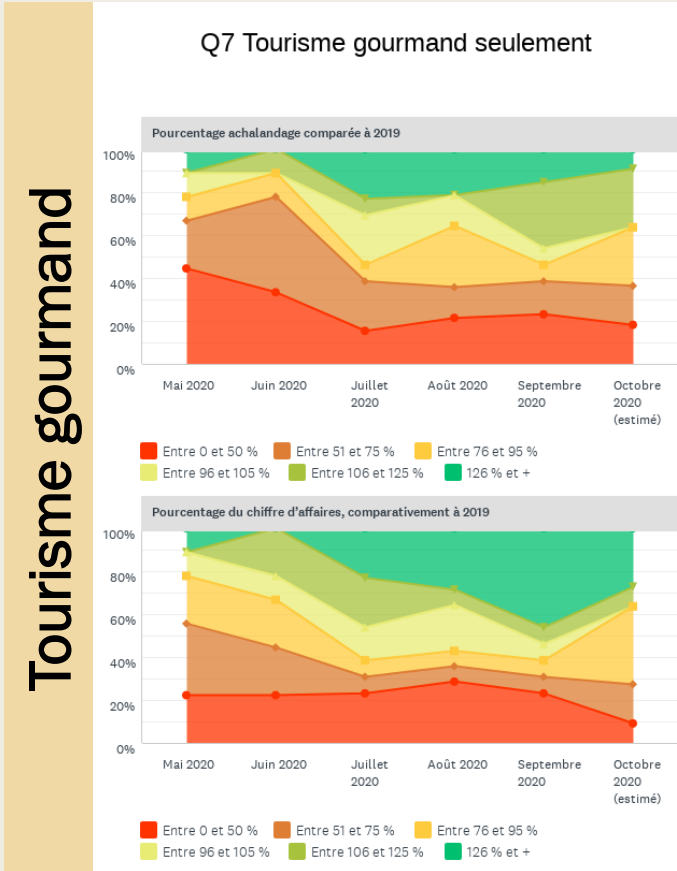 Q7 Tourisme gourmand seulement
Tourisme gourmand
Pourcentage achalandage comparée à 2019
100%
80%
60%
40%
20%
0%
Mai 2020
Juin 2020
Juillet
2020
Août 2020
Septembre
2020
Octobre
2020
(estimé)
Entre 0 et 50 %
Entre 51 et 75 %
Entre 76 et 95 %
Entre 96 et 105 %
Entre 106 et 125 %
126 % et +
Pourcentage du chiffre d'affaires, comparativement à 2019
100%
80%
60%
40%
20%
0%
Mai 2020
Juin 2020
Juillet
2020
Août 2020
Septembre
2020
Octobre
2020
(estimé)
Entre 0 et 50 %
Entre 51 et 75 %
Entre 76 et 95 %
Entre 96 et 105 %
Entre 106 et 125 %
126 % et +